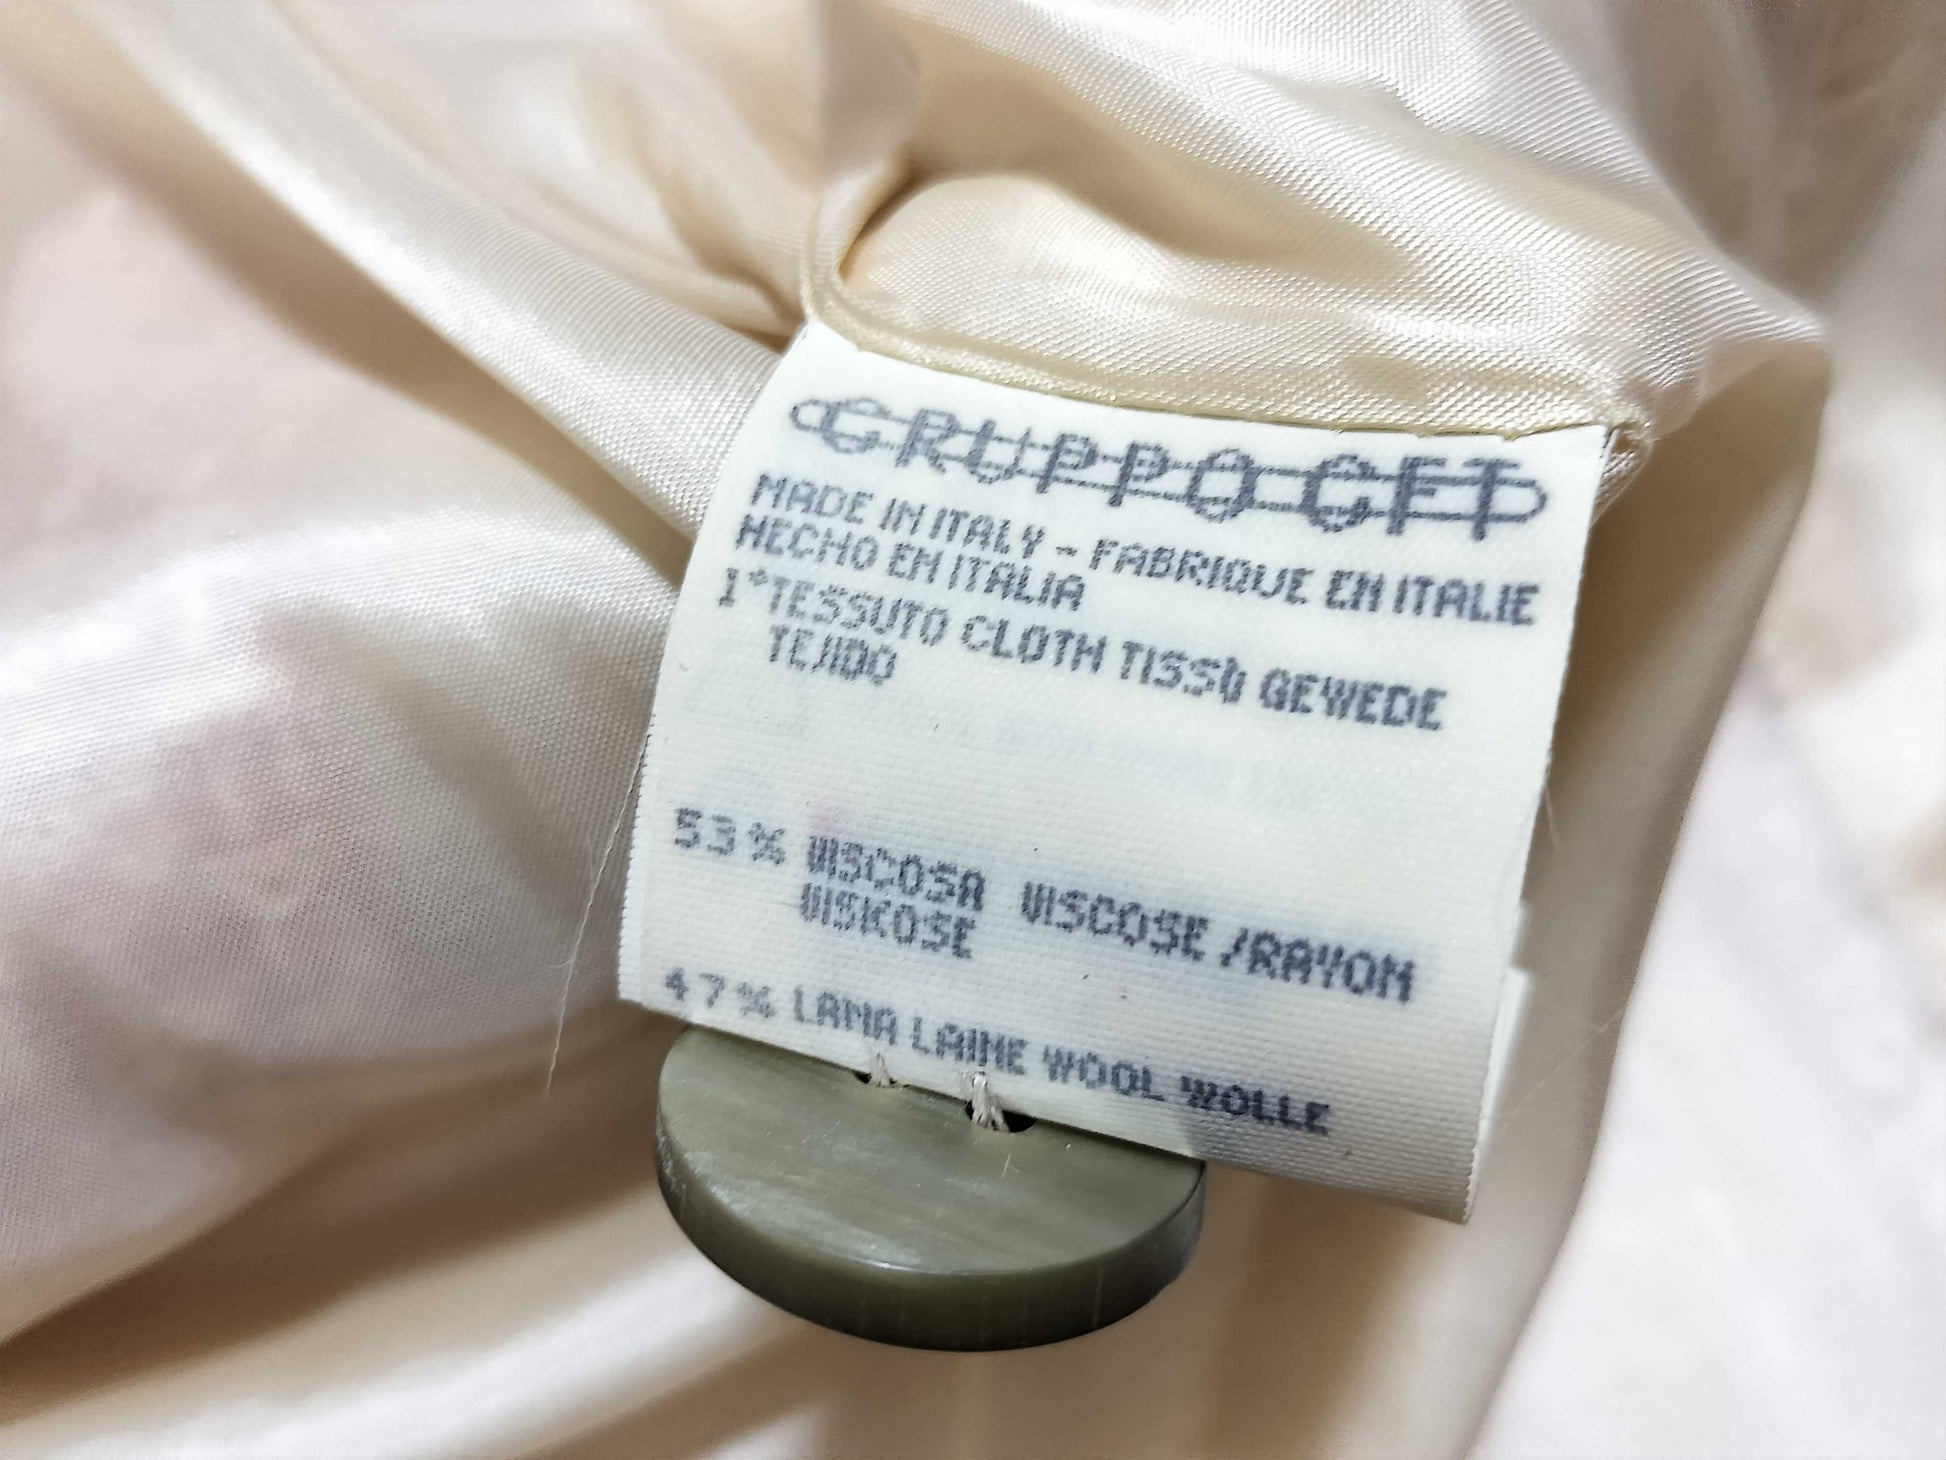 GRUPPO GFT
MADE IN ITALY - FABRIQUE EN ITALIE
HECHO EN ITALIA
1°TESSUTO CLOTH TISSÙ GEWEDE
TEJIDO
53% VISCOSA VISCOSE/RAYON
VISKOSE
47% LANA LAINE WOOL WOLLE